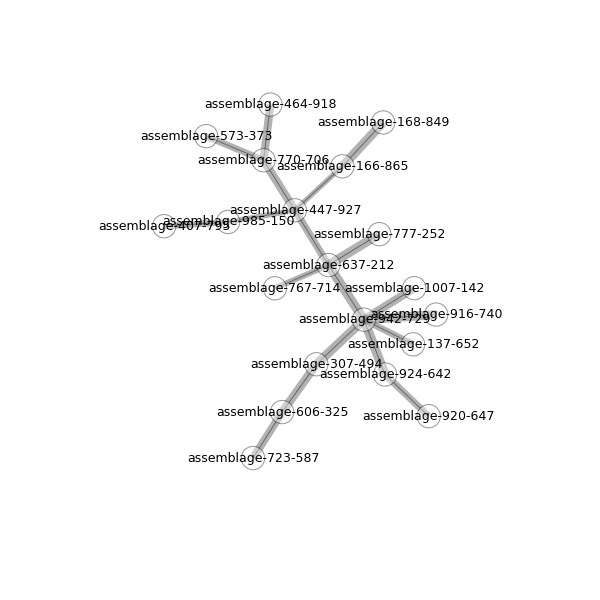 assemblage-464-918
assemblage-168-849
assemblage-573-373
assemblage-770-706
assemblage-166-865
assemblage-447-927
assemblage-985-150
assemblage-407-795
assemblage-777-252
assemblage-637-212
assemblage-767-714
assemblage-1007-142
assemblage-916-740
assemblage-942-729
assemblage-137-652
assemblage-307-494
assemblage-924-642
assemblage-606-325
assemblage-920-647
assemblage-723-587